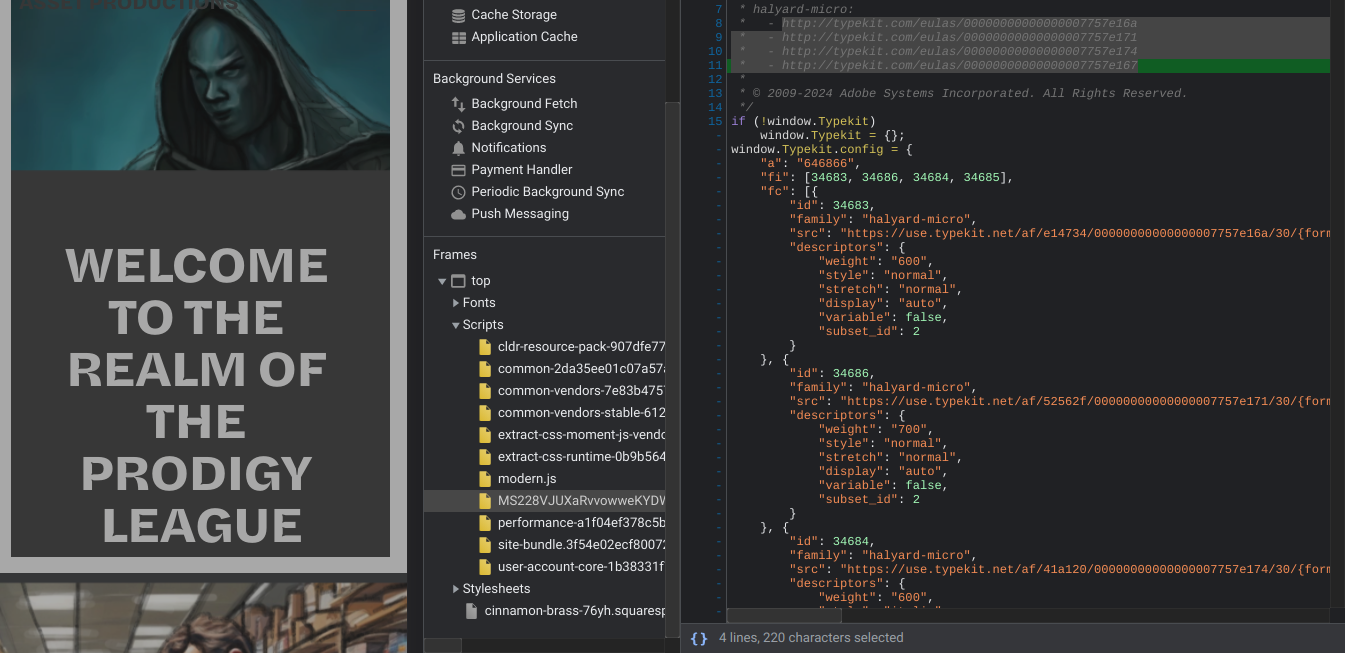 ASSET PRODUCTIONS
WELCOME
TO THE
REALM OF
THE
PRODIGY
LEAGUE
Cache Storage
Application Cache
Background Services
Background Fetch
Background Sync
Notifications
Payment Handler
Periodic Background Sync
Push Messaging
Frames
top
Fonts
Scripts
cldr-resource-pack-907dfe77
common-2da35ee01c07a57
common-vendors-7e83b475
common-vendors-stable-612
extract-css-moment-js-vendo
extract-css-runtime-0b9b564
modern.js
MS228VJUXaRvvowweKYDW
performance-a1f04ef378c5b
site-bundle.3f54e02ecf80072
user-account-core-1b38331f
Stylesheets
cinnamon-brass-76yh.squaresp
7 * halyard-micro:
8 *   - http://typekit.com/eulas/00000000000000007757e16a
9 *   - http://typekit.com/eulas/00000000000000007757e171
10 *   - http://typekit.com/eulas/00000000000000007757e174
11 *   - http://typekit.com/eulas/00000000000000007757e167
12 *
13 * © 2009-2024 Adobe Systems Incorporated. All Rights Reserved.
14 */
15 if (!window.Typekit)
- window.Typekit = {};
- window.Typekit.config = {
- "a": "646866",
- "fi": [34683, 34686, 34684, 34685],
- "fc": [{
- "id": 34683,
- "family": "halyard-micro",
- "src": "https://use.typekit.net/af/e14734/00000000000000007757e16a/30/{form
- "descriptors": {
- "weight": "600",
- "style": "normal",
- "stretch": "normal",
- "display": "auto",
- "variable": false,
- "subset_id": 2
- }
- }, {
- "id": 34686,
- "family": "halyard-micro",
- "src": "https://use.typekit.net/af/52562f/00000000000000007757e171/30/{form
- "descriptors": {
- "weight": "700",
- "style": "normal",
- "stretch": "normal",
- "display": "auto",
- "variable": false,
- "subset_id": 2
- }
- }, {
- "id": 34684,
- "family": "halyard-micro",
- "src": "https://use.typekit.net/af/41a120/00000000000000007757e174/30/{form
- "descriptors": {
- "weight": "600",
{} 4 lines, 220 characters selected